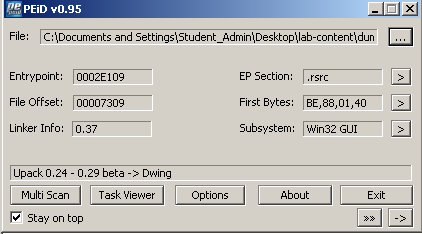 PEiD v0.95
File: C:\Documents and Settings\Student_Admin\Desktop\lab-content\dun ...
Entrypoint: 0002E109 EP Section: .rsrc >
File Offset: 00007309 First Bytes: BE,88,01,40 >
Linker Info: 0.37 Subsystem: Win32 GUI >
Upack 0.24 - 0.29 beta -> Dwing
Multi Scan Task Viewer Options About Exit
Stay on top >> ->